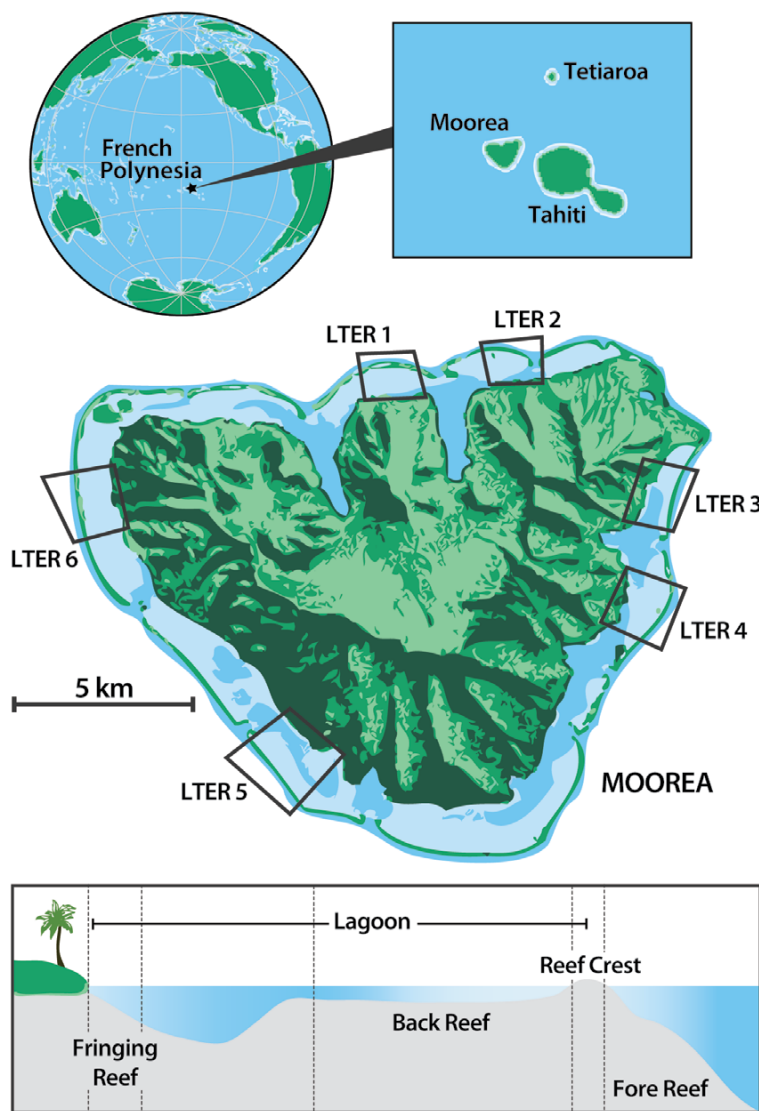 French
Polynesia
Tetiaroa
Moorea
Tahiti
LTER 1
LTER 2
LTER 3
LTER 6
LTER 4
5 km
LTER 5
MOOREA
Lagoon
Reef Crest
Back Reef
Fringing
Reef
Fore Reef